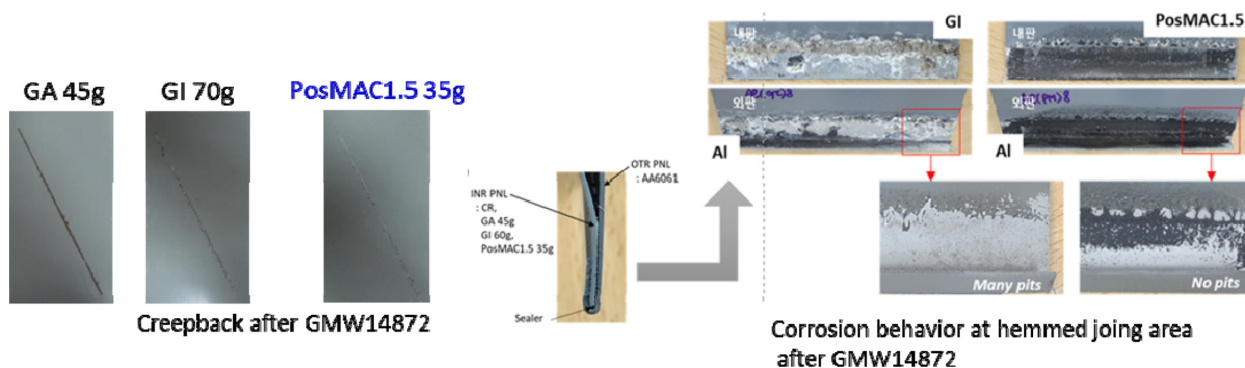 GA 45g
GI 70g
PosMAC1.5 35g
Creepback after GMW14872
OTR PNL
: AA6061
INR PNL
: CR,
GA 45g
GI 60g,
PosMAC1.5 35g
Sealer
GI
내판
외판
Al
PosMAC1.5
내판
외판
Al
Many pits
No pits
Corrosion behavior at hemmed joing area
after GMW14872